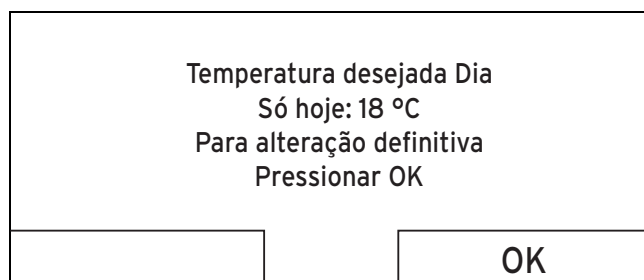 Temperatura desejada Dia
Só hoje: 18 °C
Para alteração definitiva
Pressionar OK
OK